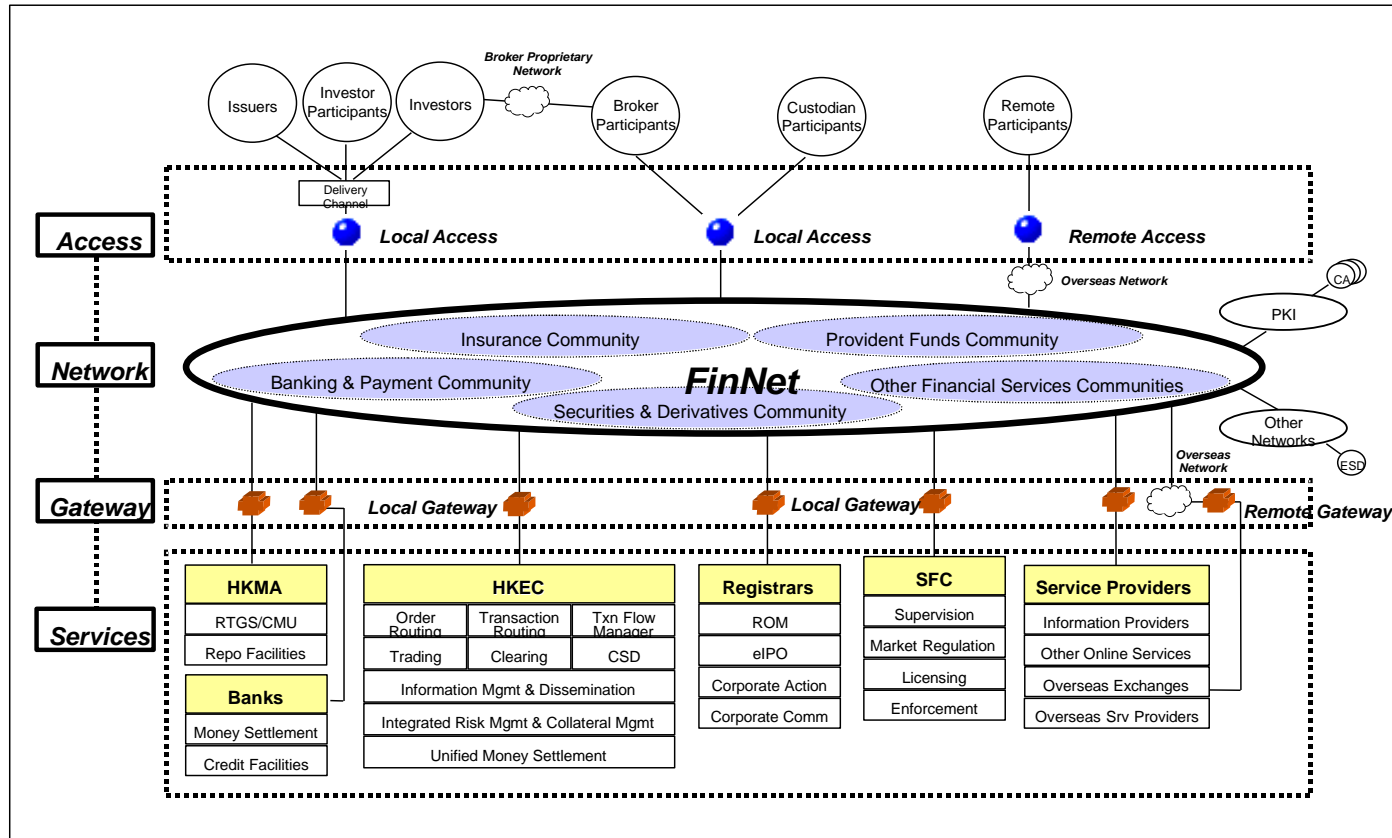 Broker Proprietary
Network
Issuers
Investor
Participants
Investors
Broker
Participants
Custodian
Participants
Remote
Participants
Delivery
Channel
Access
Local Access
Local Access
Remote Access
Overseas Network
CA
PKI
Network
Insurance Community
Provident Funds Community
Banking & Payment Community
FinNet
Other Financial Services Communities
Securities & Derivatives Community
Other
Networks
ESD
Overseas
Network
Gateway
Local Gateway
Local Gateway
Remote Gateway
Services
HKMA
RTGS/CMU
Repo Facilities
Banks
Money Settlement
Credit Facilities
HKEC
Order
Routing
Transaction
Routing
Txn Flow
Manager
Trading
Clearing
CSD
Information Mgmt & Dissemination
Integrated Risk Mgmt & Collateral Mgmt
Unified Money Settlement
Registrars
ROM
eIPO
Corporate Action
Corporate Comm
SFC
Supervision
Market Regulation
Licensing
Enforcement
Service Providers
Information Providers
Other Online Services
Overseas Exchanges
Overseas Srv Providers